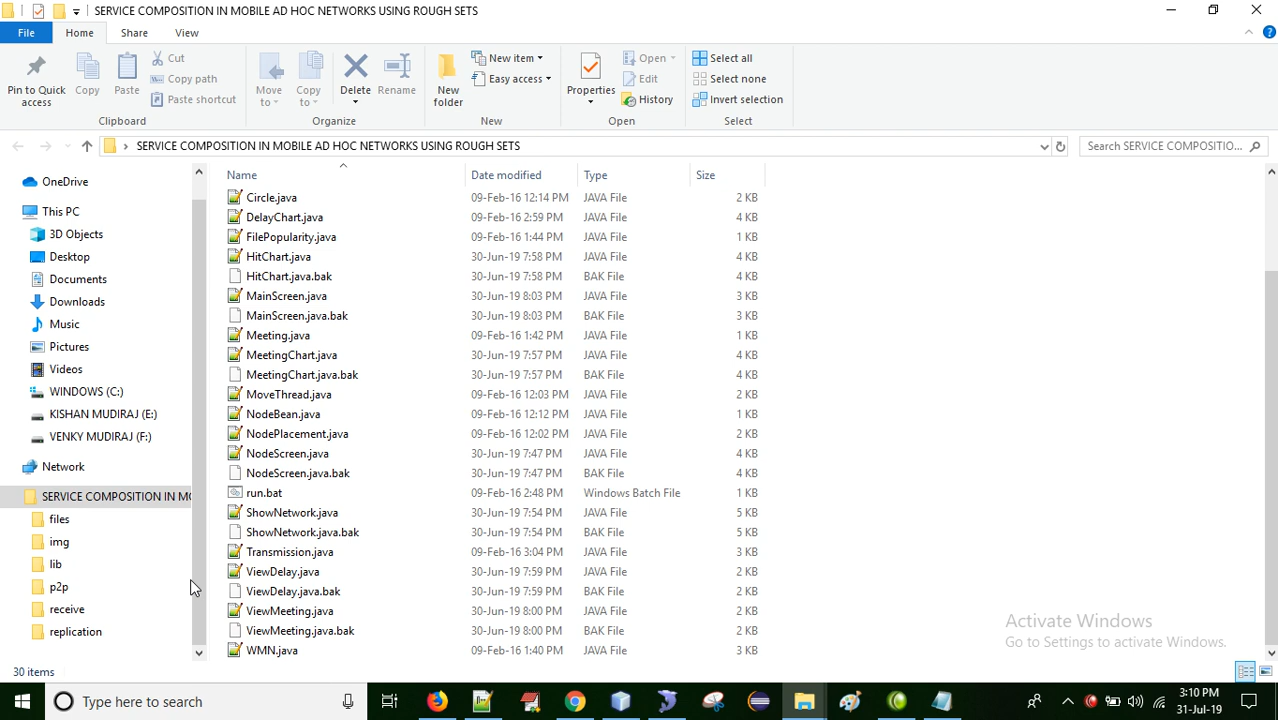 SERVICE COMPOSITION IN MOBILE AD HOC NETWORKS USING ROUGH SETS
File Home Share View
Pin to Quick access
Copy
Paste
Cut
Copy path
Paste shortcut
Clipboard
Move to
Copy to
Delete
Rename
Organize
New folder
New item
Easy access
New
Properties
Open
Edit
History
Open
Select all
Select none
Invert selection
Select
SERVICE COMPOSITION IN MOBILE AD HOC NETWORKS USING ROUGH SETS
Search SERVICE COMPOSITIO...
OneDrive
This PC
3D Objects
Desktop
Documents
Downloads
Music
Pictures
Videos
WINDOWS (C:)
KISHAN MUDIRAJ (E:)
VENKY MUDIRAJ (F:)
Network
SERVICE COMPOSITION IN MO
files
img
lib
p2p
receive
replication
Name Date modified Type Size
Circle.java 09-Feb-16 12:14 PM JAVA File 2 KB
DelayChart.java 09-Feb-16 2:59 PM JAVA File 4 KB
FilePopularity.java 09-Feb-16 1:44 PM JAVA File 1 KB
HitChart.java 30-Jun-19 7:58 PM JAVA File 4 KB
HitChart.java.bak 30-Jun-19 7:58 PM BAK File 4 KB
MainScreen.java 30-Jun-19 8:03 PM JAVA File 3 KB
MainScreen.java.bak 30-Jun-19 8:03 PM BAK File 3 KB
Meeting.java 09-Feb-16 1:42 PM JAVA File 1 KB
MeetingChart.java 30-Jun-19 7:57 PM JAVA File 4 KB
MeetingChart.java.bak 30-Jun-19 7:57 PM BAK File 4 KB
MoveThread.java 09-Feb-16 12:03 PM JAVA File 2 KB
NodeBean.java 09-Feb-16 12:12 PM JAVA File 1 KB
NodePlacement.java 09-Feb-16 12:02 PM JAVA File 2 KB
NodeScreen.java 30-Jun-19 7:47 PM JAVA File 4 KB
NodeScreen.java.bak 30-Jun-19 7:47 PM BAK File 4 KB
run.bat 09-Feb-16 2:48 PM Windows Batch File 1 KB
ShowNetwork.java 30-Jun-19 7:54 PM JAVA File 5 KB
ShowNetwork.java.bak 30-Jun-19 7:54 PM BAK File 5 KB
Transmission.java 09-Feb-16 3:04 PM JAVA File 3 KB
ViewDelay.java 30-Jun-19 7:59 PM JAVA File 2 KB
ViewDelay.java.bak 30-Jun-19 7:59 PM BAK File 2 KB
ViewMeeting.java 30-Jun-19 8:00 PM JAVA File 2 KB
ViewMeeting.java.bak 30-Jun-19 8:00 PM BAK File 2 KB
WMN.java 09-Feb-16 1:40 PM JAVA File 3 KB
Activate Windows
Go to Settings to activate Windows.
30 items
Type here to search
3:10 PM
31-Jul-19